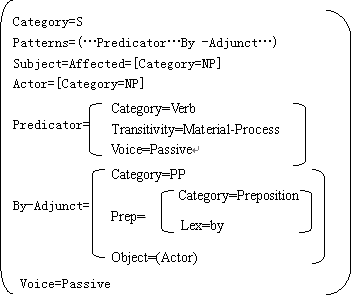 Category=S
Patterns=(…Predicator…By -Adjunct…)
Subject=Affected=[Category=NP]
Actor=[Category=NP]
Category=Verb
Predicator= Transitivity=Material-Process
Voice=Passive↵
Category=PP
Category=Preposition
By-Adjunct= Prep=
Lex=by
Object=(Actor)
Voice=Passive